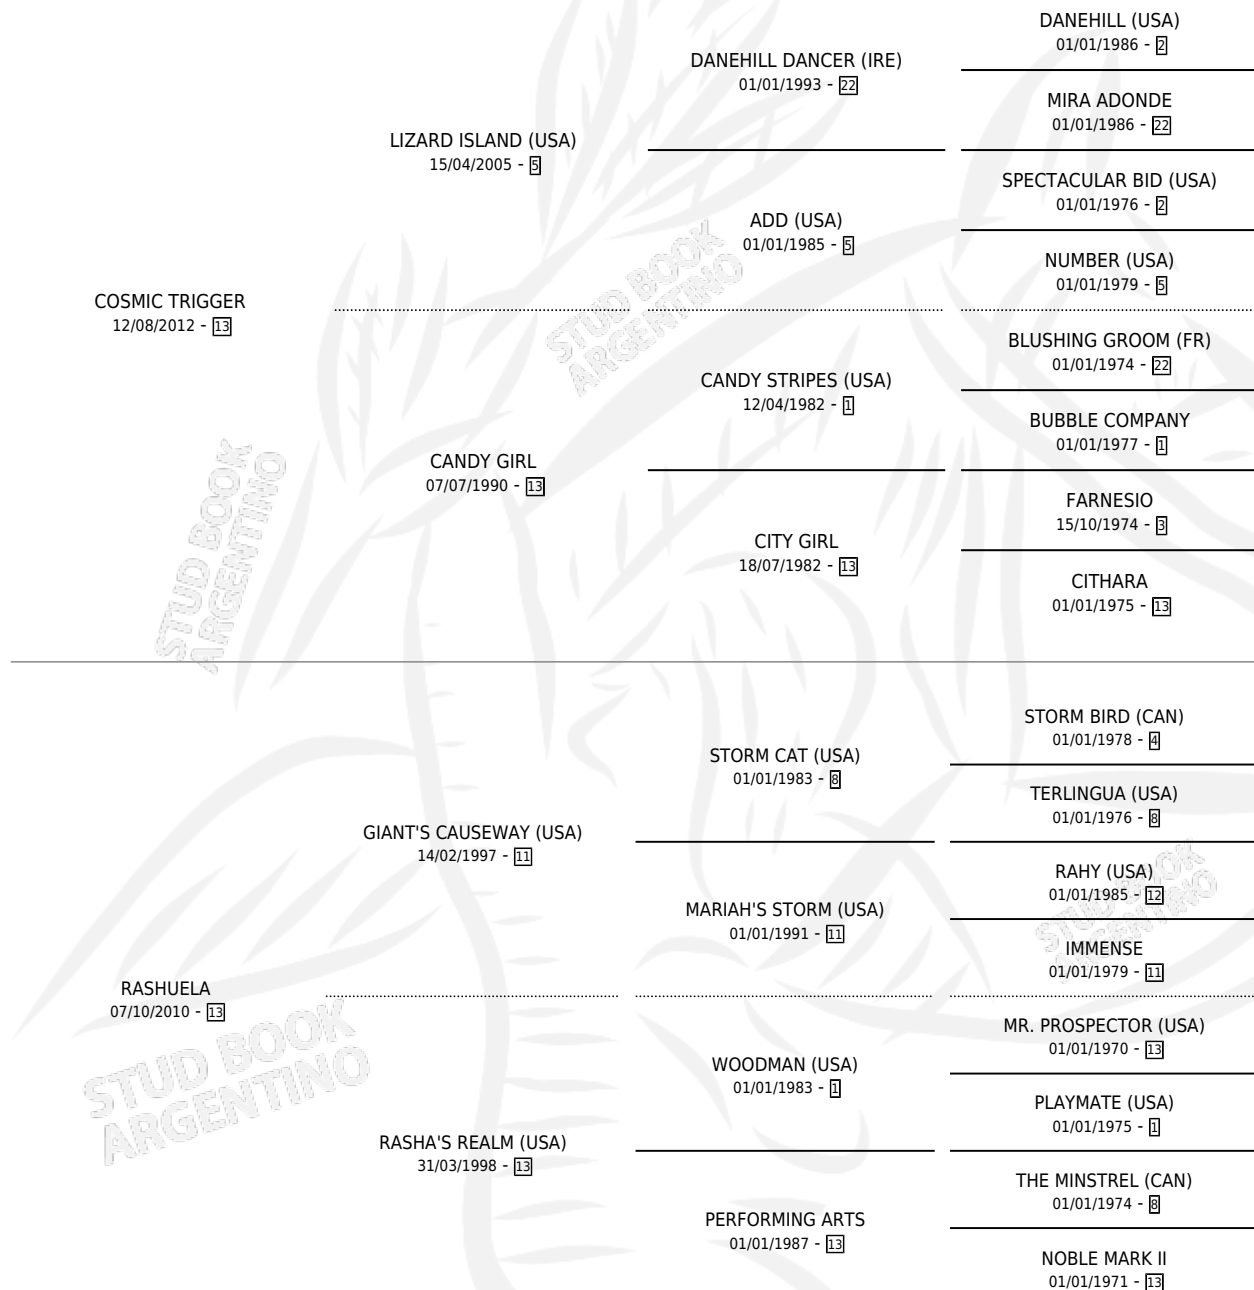 DANEHILL (USA)
01/01/1986 - 2
DANEHILL DANCER (IRE)
01/01/1993 - 22
MIRA ADONDE
01/01/1986 - 22
LIZARD ISLAND (USA)
15/04/2005 - 5
SPECTACULAR BID (USA)
01/01/1976 - 2
ADD (USA)
01/01/1985 - 5
NUMBER (USA)
01/01/1979 - 5
COSMIC TRIGGER
12/08/2012 - 13
BLUSHING GROOM (FR)
01/01/1974 - 22
CANDY STRIPES (USA)
12/04/1982 - 1
BUBBLE COMPANY
01/01/1977 - 1
CANDY GIRL
07/07/1990 - 13
FARNESIO
15/10/1974 - 3
CITY GIRL
18/07/1982 - 13
CITHARA
01/01/1975 - 13
STORM BIRD (CAN)
01/01/1978 - 4
STORM CAT (USA)
01/01/1983 - 8
TERLINGUA (USA)
01/01/1976 - 8
GIANT'S CAUSEWAY (USA)
14/02/1997 - 11
RAHY (USA)
01/01/1985 - 12
MARIAH'S STORM (USA)
01/01/1991 - 11
IMMENSE
01/01/1979 - 11
RASHUELA
07/10/2010 - 13
MR. PROSPECTOR (USA)
01/01/1970 - 13
WOODMAN (USA)
01/01/1983 - 1
PLAYMATE (USA)
01/01/1975 - 1
RASHA'S REALM (USA)
31/03/1998 - 13
THE MINSTREL (CAN)
01/01/1974 - 8
PERFORMING ARTS
01/01/1987 - 13
NOBLE MARK II
01/01/1971 - 13
STUD BOOK
ARGENTINO
STUD BOOK
ARGENTINO
STUD BOOK
ARGENTINO
STUD BOOK
ARGENTINO